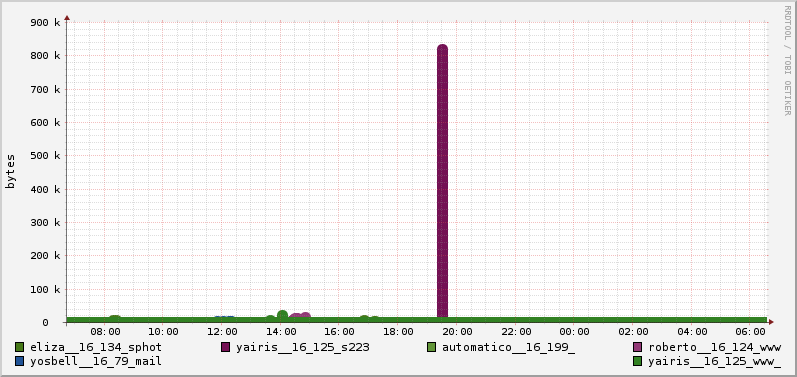 900 k
800 k
700 k
600 k
500 k
400 k
300 k
200 k
100 k
0
bytes
08:00 10:00 12:00 14:00 16:00 18:00 20:00 22:00 00:00 02:00 04:00 06:00
eliza__16_134_sphot yairis__16_125_s223 automatico__16_199_ roberto__16_124_www
yosbell__16_79_mail yairis__16_125_www_
RRDTOOL / TOBI OETIKER